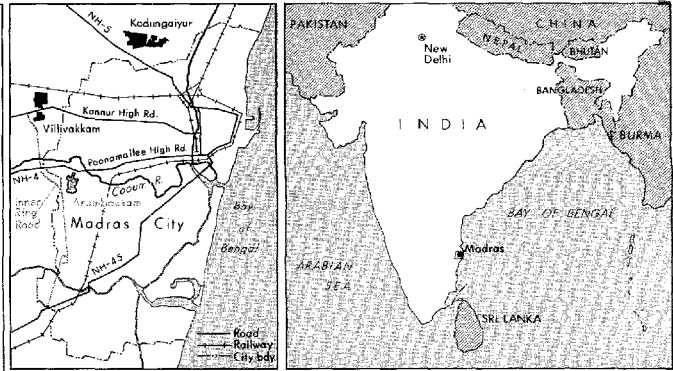 NH-5
Kodungaiyur
Konnur High Rd.
Villivakkam
Poonamallee High Rd.
NH-4
Cooum R.
Inner
Ring
Road
Arumbakkam
Madras City
Bay
of
Bengal
NH-45
Road
Railway
City bdy.
PAKISTAN
CHINA
New
Delhi
NEPAL
BHUTAN
BANGLADESH
INDIA
BURMA
BAY OF BENGAL
Madras
ARABIAN
SEA
SRI LANKA